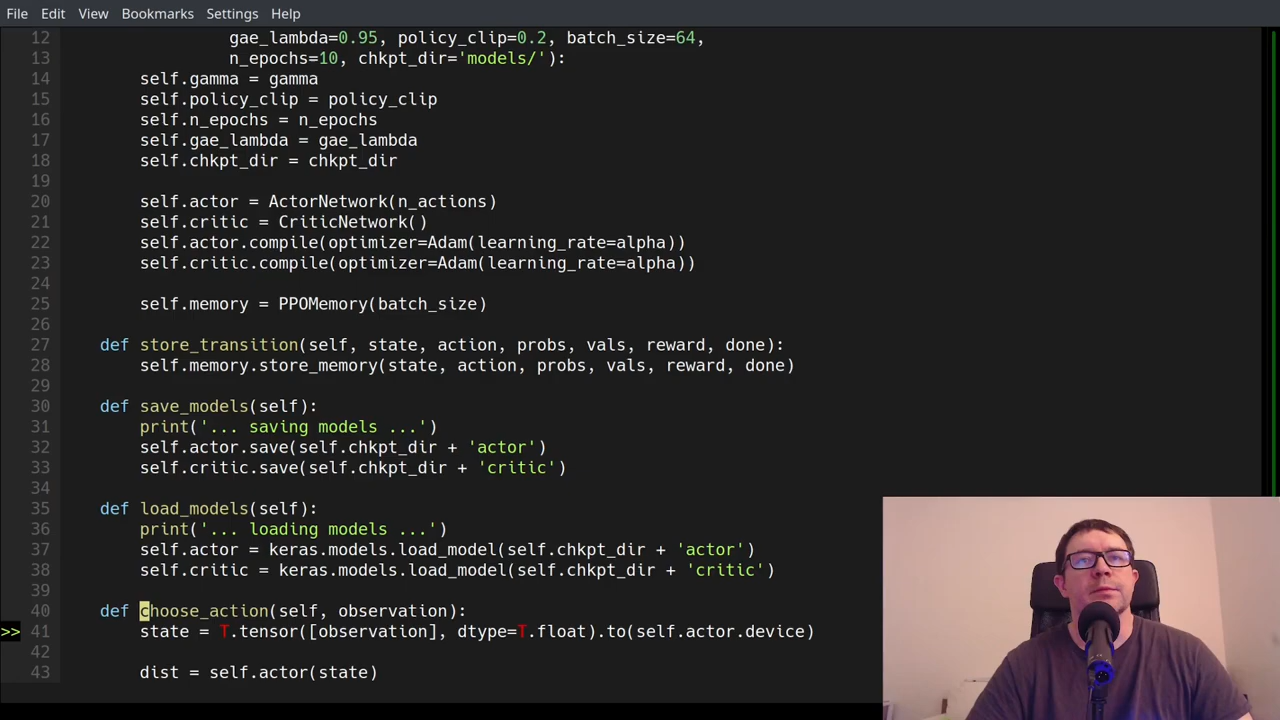 File Edit View Bookmarks Settings Help
12 gae_lambda=0.95, policy_clip=0.2, batch_size=64,
13 n_epochs=10, chkpt_dir='models/'):
14 self.gamma = gamma
15 self.policy_clip = policy_clip
16 self.n_epochs = n_epochs
17 self.gae_lambda = gae_lambda
18 self.chkpt_dir = chkpt_dir
19
20 self.actor = ActorNetwork(n_actions)
21 self.critic = CriticNetwork()
22 self.actor.compile(optimizer=Adam(learning_rate=alpha))
23 self.critic.compile(optimizer=Adam(learning_rate=alpha))
24
25 self.memory = PPOMemory(batch_size)
26
27 def store_transition(self, state, action, probs, vals, reward, done):
28 self.memory.store_memory(state, action, probs, vals, reward, done)
29
30 def save_models(self):
31 print('... saving models ...')
32 self.actor.save(self.chkpt_dir + 'actor')
33 self.critic.save(self.chkpt_dir + 'critic')
34
35 def load_models(self):
36 print('... loading models ...')
37 self.actor = keras.models.load_model(self.chkpt_dir + 'actor')
38 self.critic = keras.models.load_model(self.chkpt_dir + 'critic')
39
40 def choose_action(self, observation):
>> 41 state = T.tensor([observation], dtype=T.float).to(self.actor.device)
42
43 dist = self.actor(state)